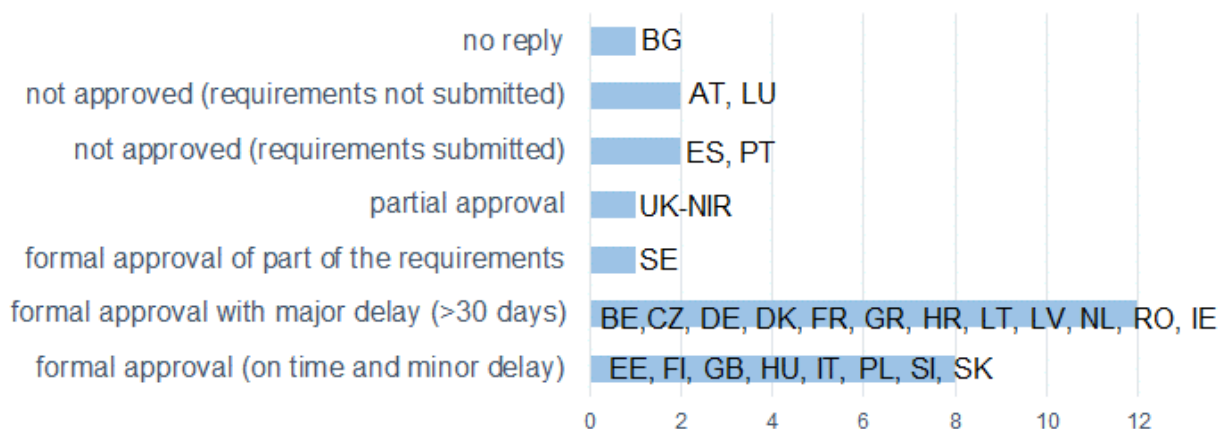 no reply BG
not approved (requirements not submitted) AT, LU
not approved (requirements submitted) ES, PT
partial approval UK-NIR
formal approval of part of the requirements SE
formal approval with major delay (>30 days) BE,CZ, DE, DK, FR, GR, HR, LT, LV, NL, RO, IE
formal approval (on time and minor delay) EE, FI, GB, HU, IT, PL, SI, SK
0 2 4 6 8 10 12